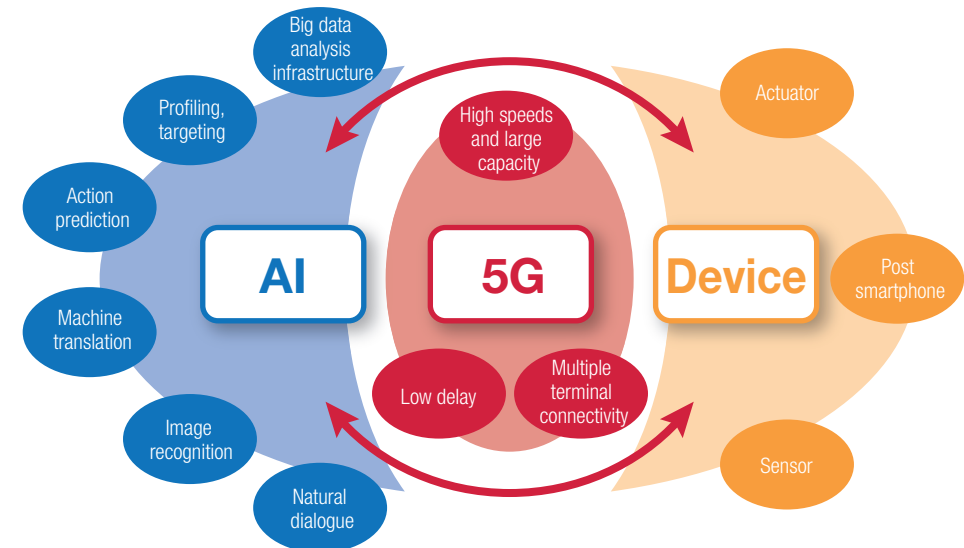 Big data
analysis
infrastructure
Profiling,
targeting
Action
prediction
Machine
translation
Image
recognition
Natural
dialogue
AI
High speeds
and large
capacity
5G
Low delay
Multiple
terminal
connectivity
Device
Actuator
Post
smartphone
Sensor